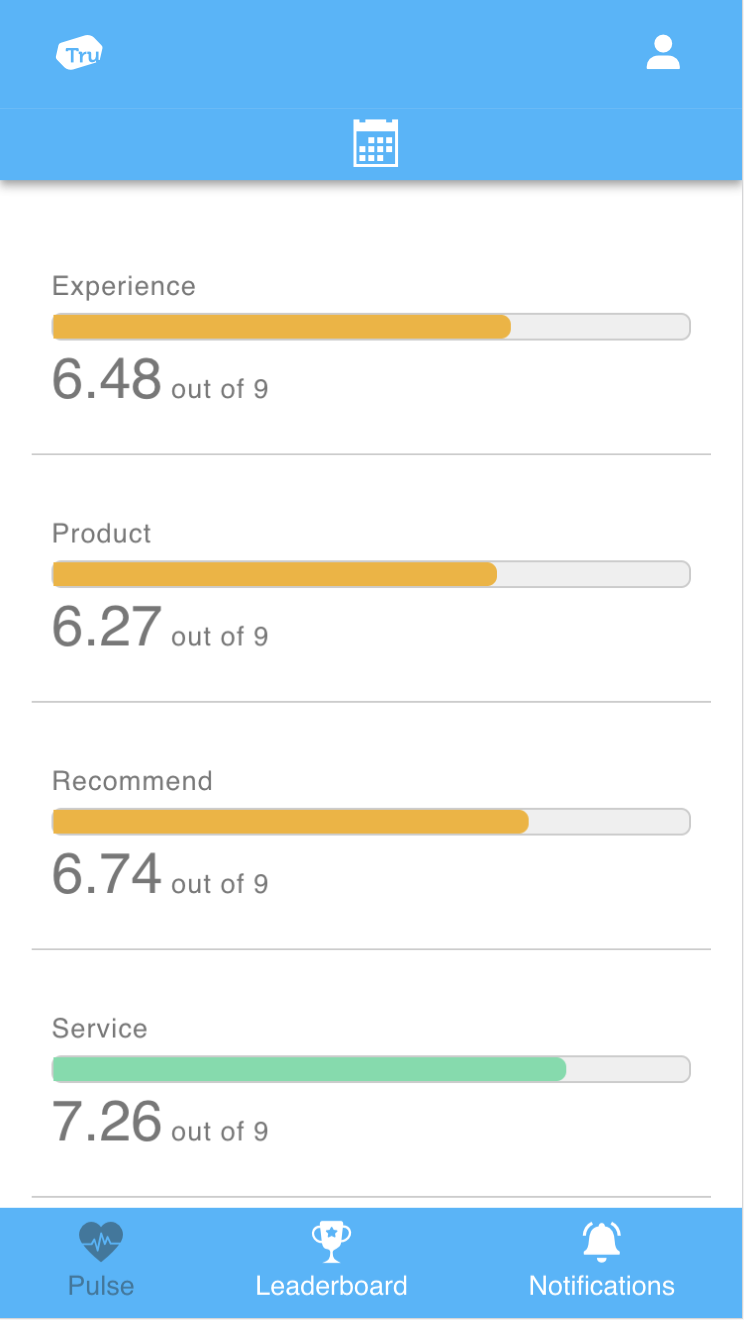 Tru
Experience
6.48 out of 9
Product
6.27 out of 9
Recommend
6.74 out of 9
Service
7.26 out of 9
Pulse
Leaderboard
Notifications